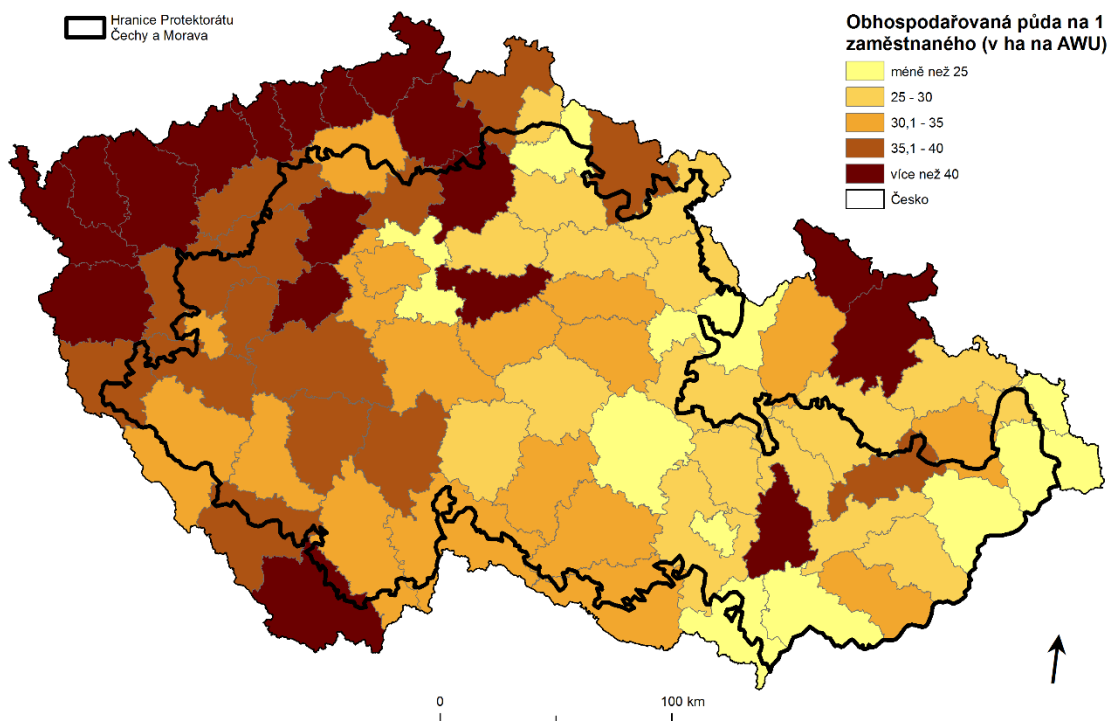 Hranice Protektorátu
Čechy a Morava
Obhospodařovaná půda na 1
zaměstnaného (v ha na AWU)
méně než 25
25 - 30
30,1 - 35
35,1 - 40
více než 40
Česko
0
100 km